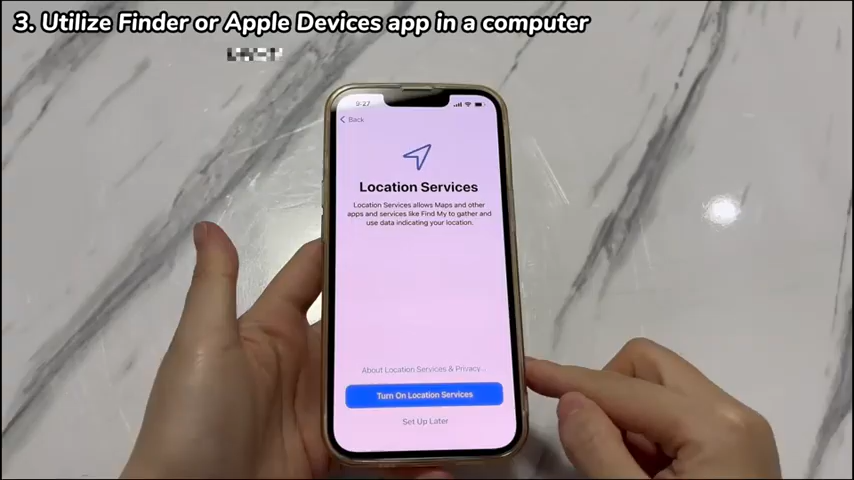 3. Utilize Finder or Apple Devices app in a computer
9:27
Back
Location Services
Location Services allows Maps and other
apps and services like Find My to gather and
use data indicating your location.
About Location Services & Privacy...
Turn On Location Services
Set Up Later